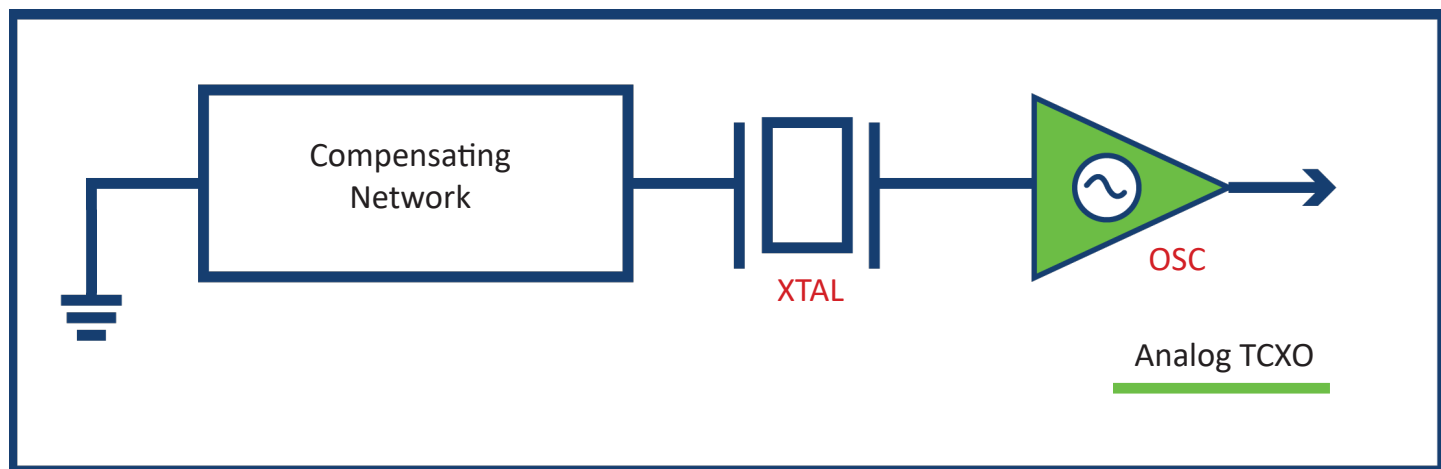 Compensating
Network
XTAL
OSC
Analog TCXO